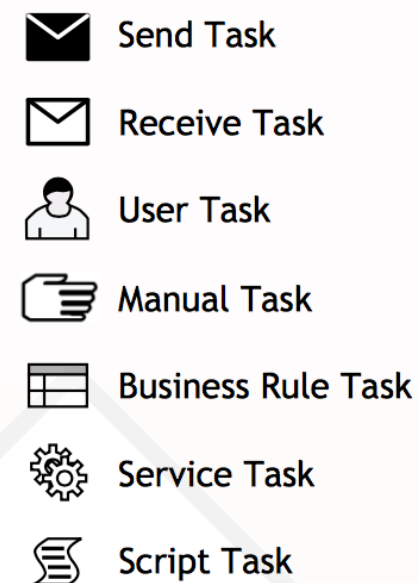 Send Task
Receive Task
User Task
Manual Task
Business Rule Task
Service Task
Script Task